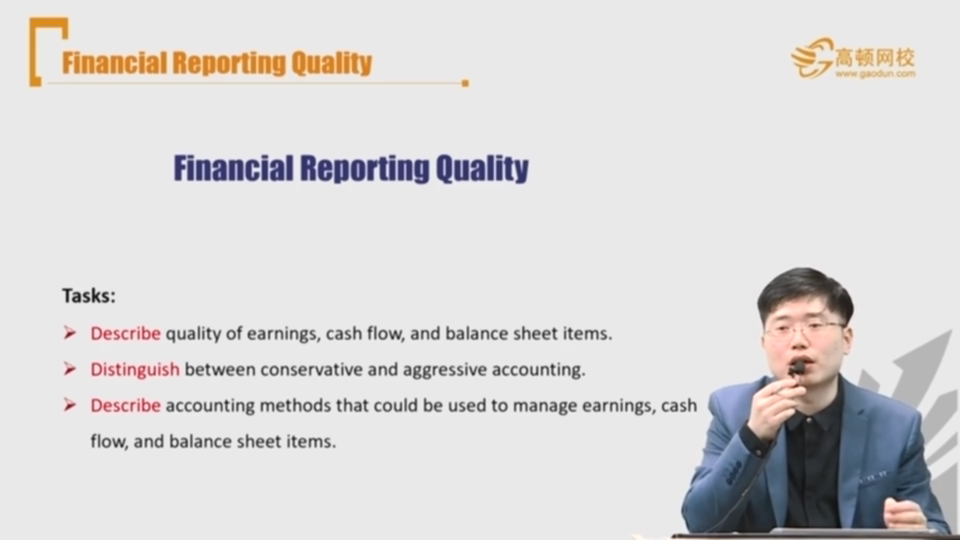 Financial Reporting Quality
高顿网校
www.gaodun.com
Financial Reporting Quality
Tasks:
Describe quality of earnings, cash flow, and balance sheet items.
Distinguish between conservative and aggressive accounting.
Describe accounting methods that could be used to manage earnings, cash
flow, and balance sheet items.